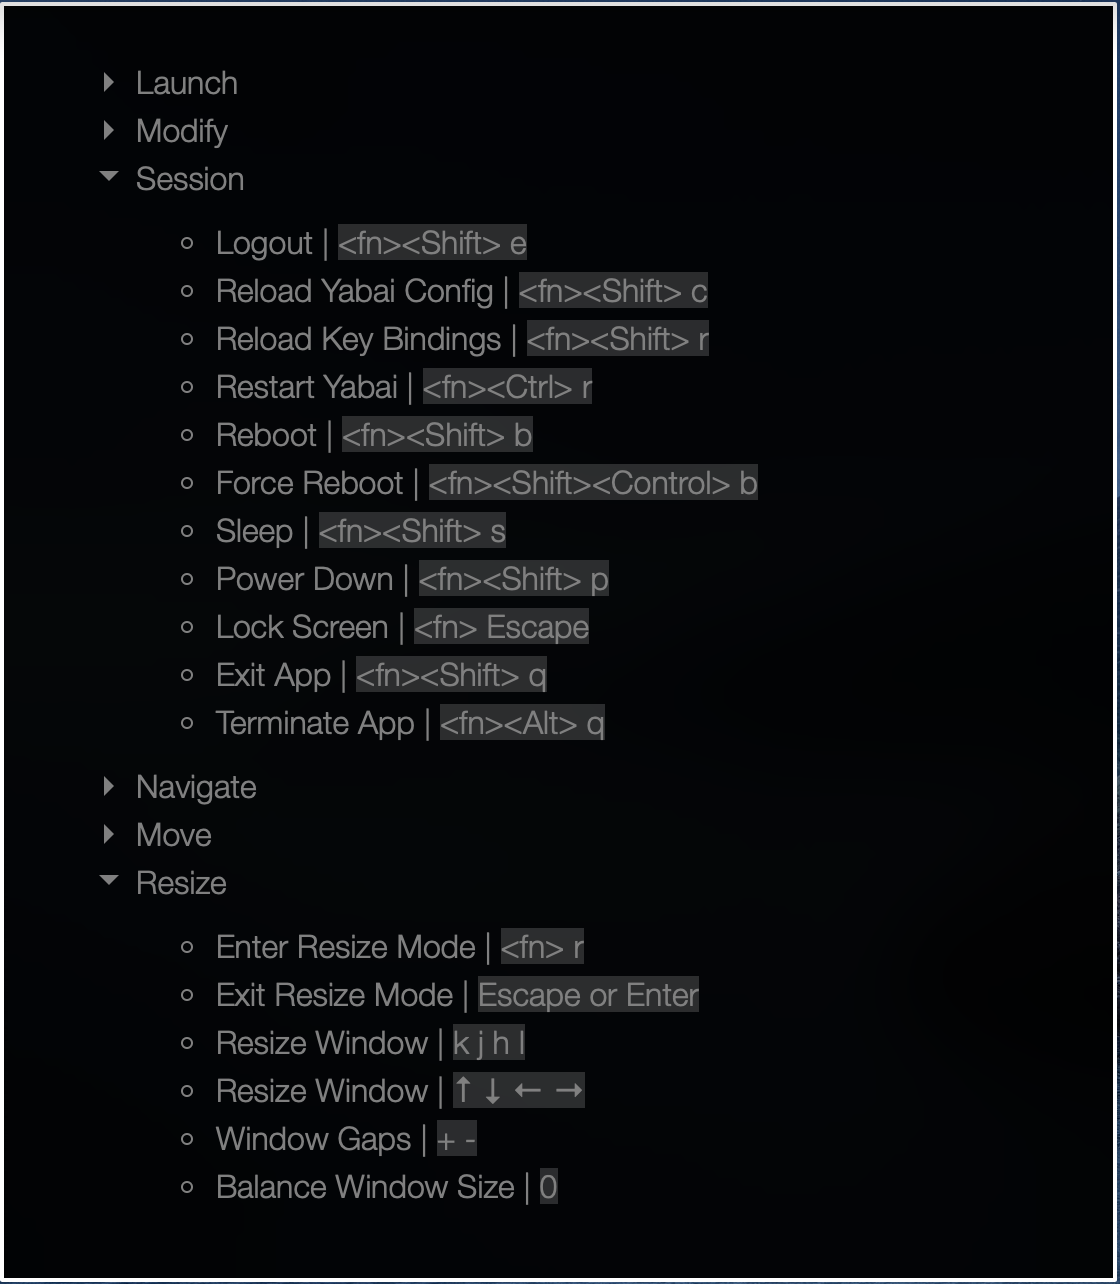 Launch
Modify
Session
Logout | <fn><Shift> e
Reload Yabai Config | <fn><Shift> c
Reload Key Bindings | <fn><Shift> r
Restart Yabai | <fn><Ctrl> r
Reboot | <fn><Shift> b
Force Reboot | <fn><Shift><Control> b
Sleep | <fn><Shift> s
Power Down | <fn><Shift> p
Lock Screen | <fn> Escape
Exit App | <fn><Shift> q
Terminate App | <fn><Alt> q
Navigate
Move
Resize
Enter Resize Mode | <fn> r
Exit Resize Mode | Escape or Enter
Resize Window | k j h l
Resize Window | ↑ ↓ ← →
Window Gaps | + -
Balance Window Size | 0